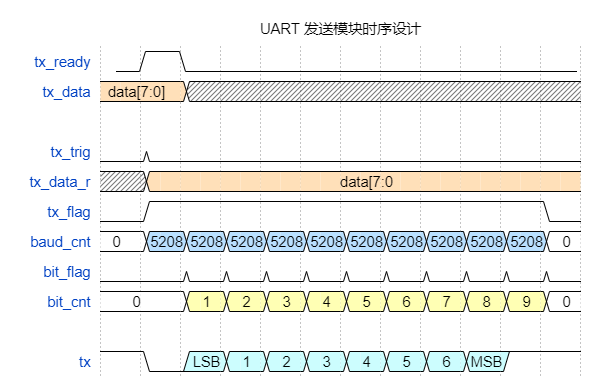 UART 发送模块时序设计
tx_ready
tx_data data[7:0]
tx_trig
tx_data_r data[7:0
tx_flag
baud_cnt 0 5208 5208 5208 5208 5208 5208 5208 5208 5208 5208 0
bit_flag
bit_cnt 0 1 2 3 4 5 6 7 8 9 0
tx LSB 1 2 3 4 5 6 MSB